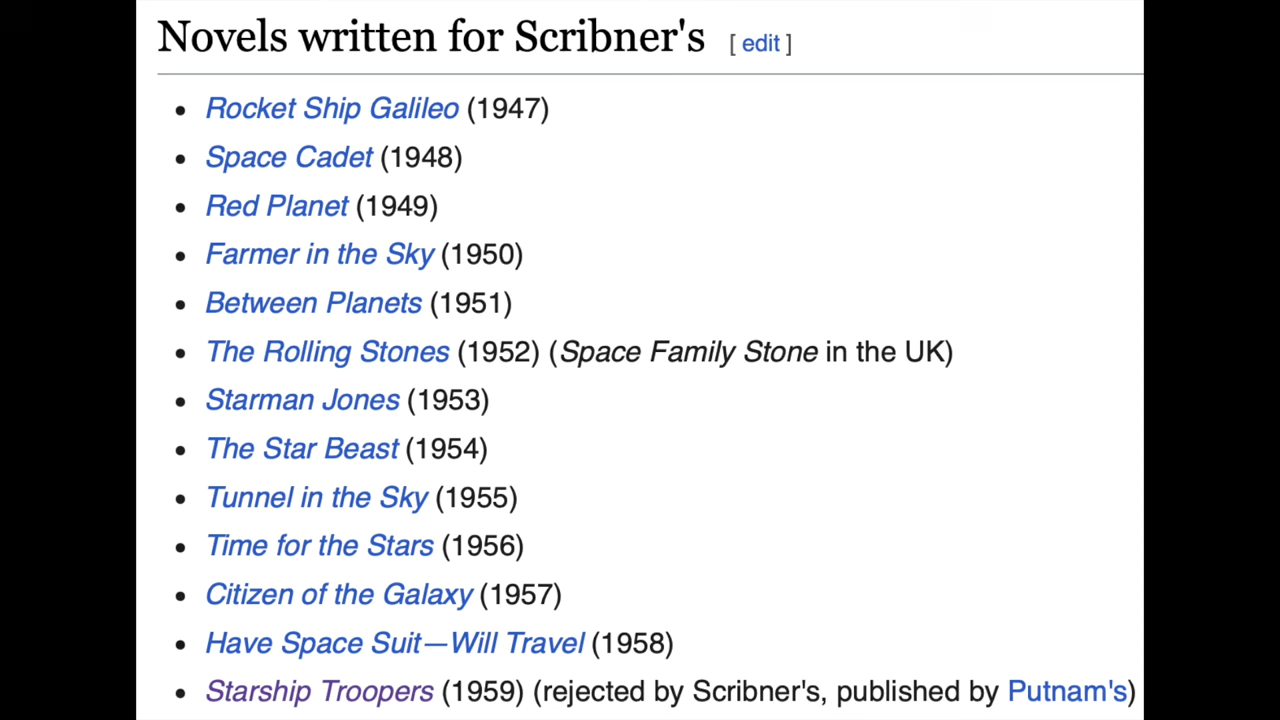 Novels written for Scribner's [ edit ]
• Rocket Ship Galileo (1947)
• Space Cadet (1948)
• Red Planet (1949)
• Farmer in the Sky (1950)
• Between Planets (1951)
• The Rolling Stones (1952) (Space Family Stone in the UK)
• Starman Jones (1953)
• The Star Beast (1954)
• Tunnel in the Sky (1955)
• Time for the Stars (1956)
• Citizen of the Galaxy (1957)
• Have Space Suit—Will Travel (1958)
• Starship Troopers (1959) (rejected by Scribner's, published by Putnam's)